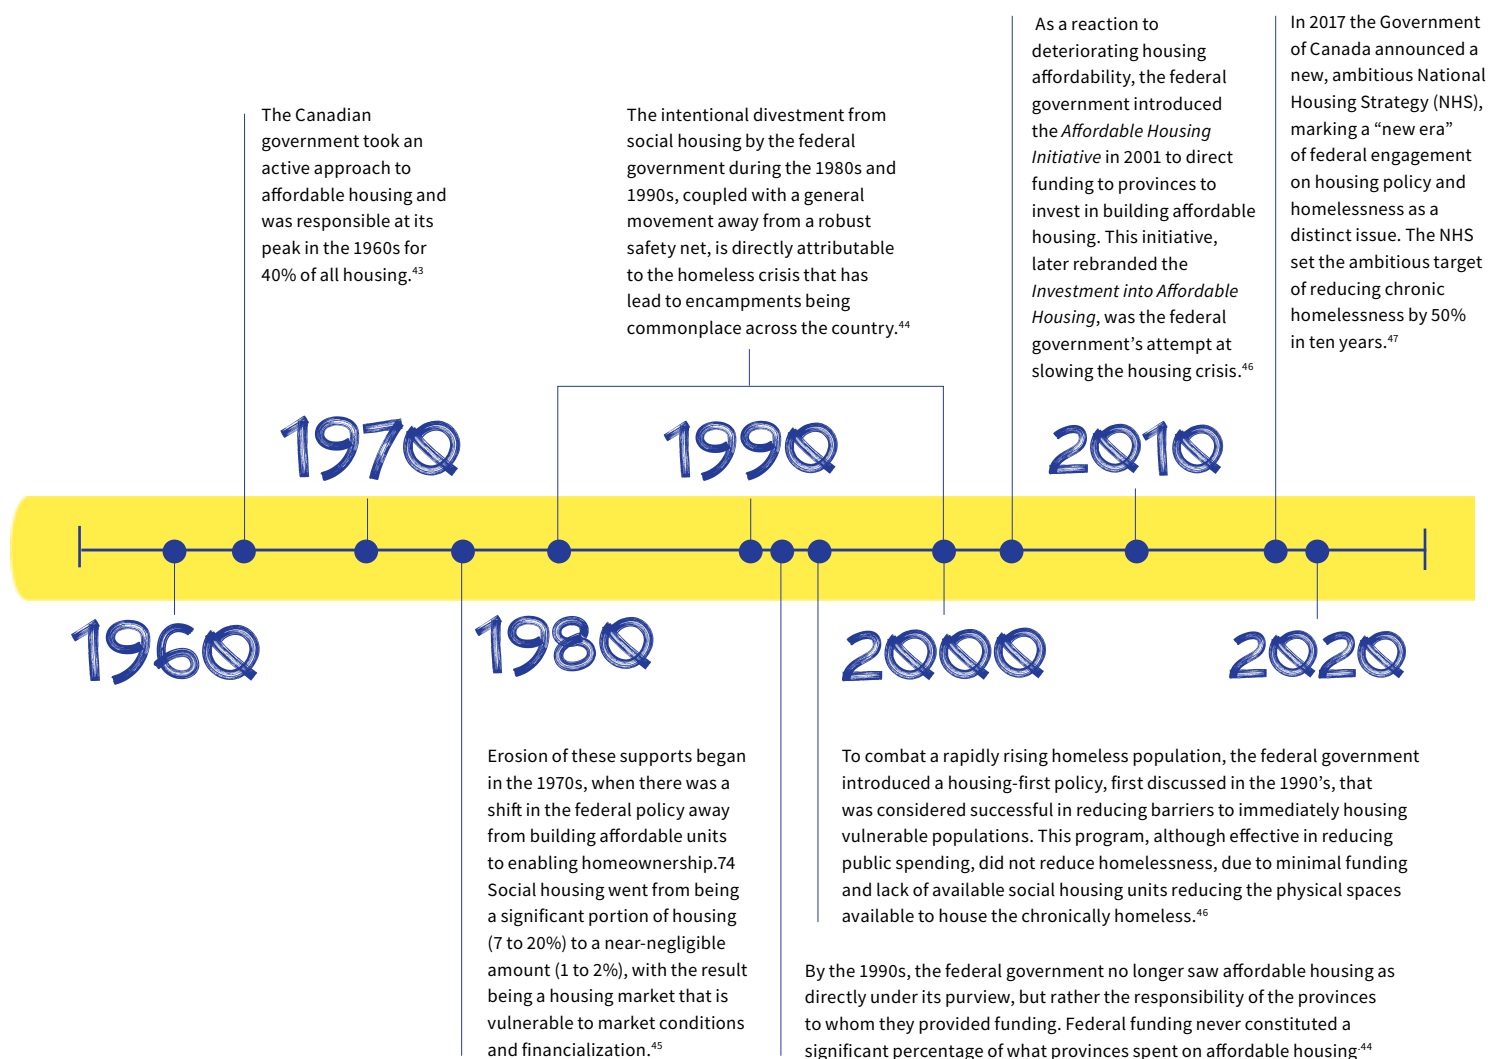 The Canadian
government took an
active approach to
affordable housing and
was responsible at its
peak in the 1960s for
40% of all housing.43
The intentional divestment from
social housing by the federal
government during the 1980s and
1990s, coupled with a general
movement away from a robust
safety net, is directly attributable
to the homeless crisis that has
lead to encampments being
commonplace across the country.44
As a reaction to
deteriorating housing
affordability, the federal
government introduced
the Affordable Housing
Initiative in 2001 to direct
funding to provinces to
invest in building affordable
housing. This initiative,
later rebranded the
Investment into Affordable
Housing, was the federal
government’s attempt at
slowing the housing crisis.46
In 2017 the Government
of Canada announced a
new, ambitious National
Housing Strategy (NHS),
marking a “new era”
of federal engagement
on housing policy and
homelessness as a
distinct issue. The NHS
set the ambitious target
of reducing chronic
homelessness by 50%
in ten years.47
1970
1990
2010
1960
1980
2000
2020
Erosion of these supports began
in the 1970s, when there was a
shift in the federal policy away
from building affordable units
to enabling homeownership.74
Social housing went from being
a significant portion of housing
(7 to 20%) to a near-negligible
amount (1 to 2%), with the result
being a housing market that is
vulnerable to market conditions
and financialization.45
To combat a rapidly rising homeless population, the federal government
introduced a housing-first policy, first discussed in the 1990’s, that
was considered successful in reducing barriers to immediately housing
vulnerable populations. This program, although effective in reducing
public spending, did not reduce homelessness, due to minimal funding
and lack of available social housing units reducing the physical spaces
available to house the chronically homeless.46
By the 1990s, the federal government no longer saw affordable housing as
directly under its purview, but rather the responsibility of the provinces
to whom they provided funding. Federal funding never constituted a
significant percentage of what provinces spent on affordable housing.44